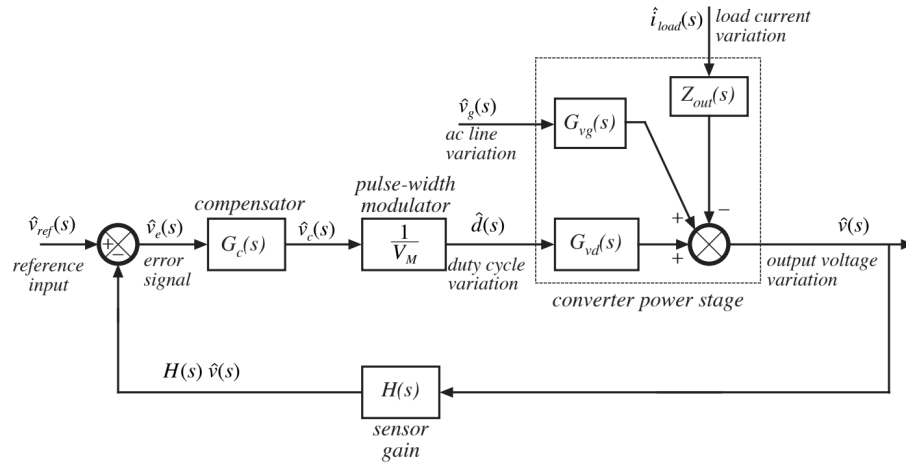 î_load(s)
load current
variation
Z_out(s)
v̂_g(s)
ac line
variation
G_vg(s)
+
−
v̂_ref(s)
reference
input
+
−
v̂_e(s)
error
signal
compensator
G_c(s)
v̂_c(s)
pulse-width
modulator
1
V_M
d̂(s)
duty cycle
variation
G_vd(s)
+
v̂(s)
output voltage
variation
converter power stage
H(s) v̂(s)
H(s)
sensor
gain